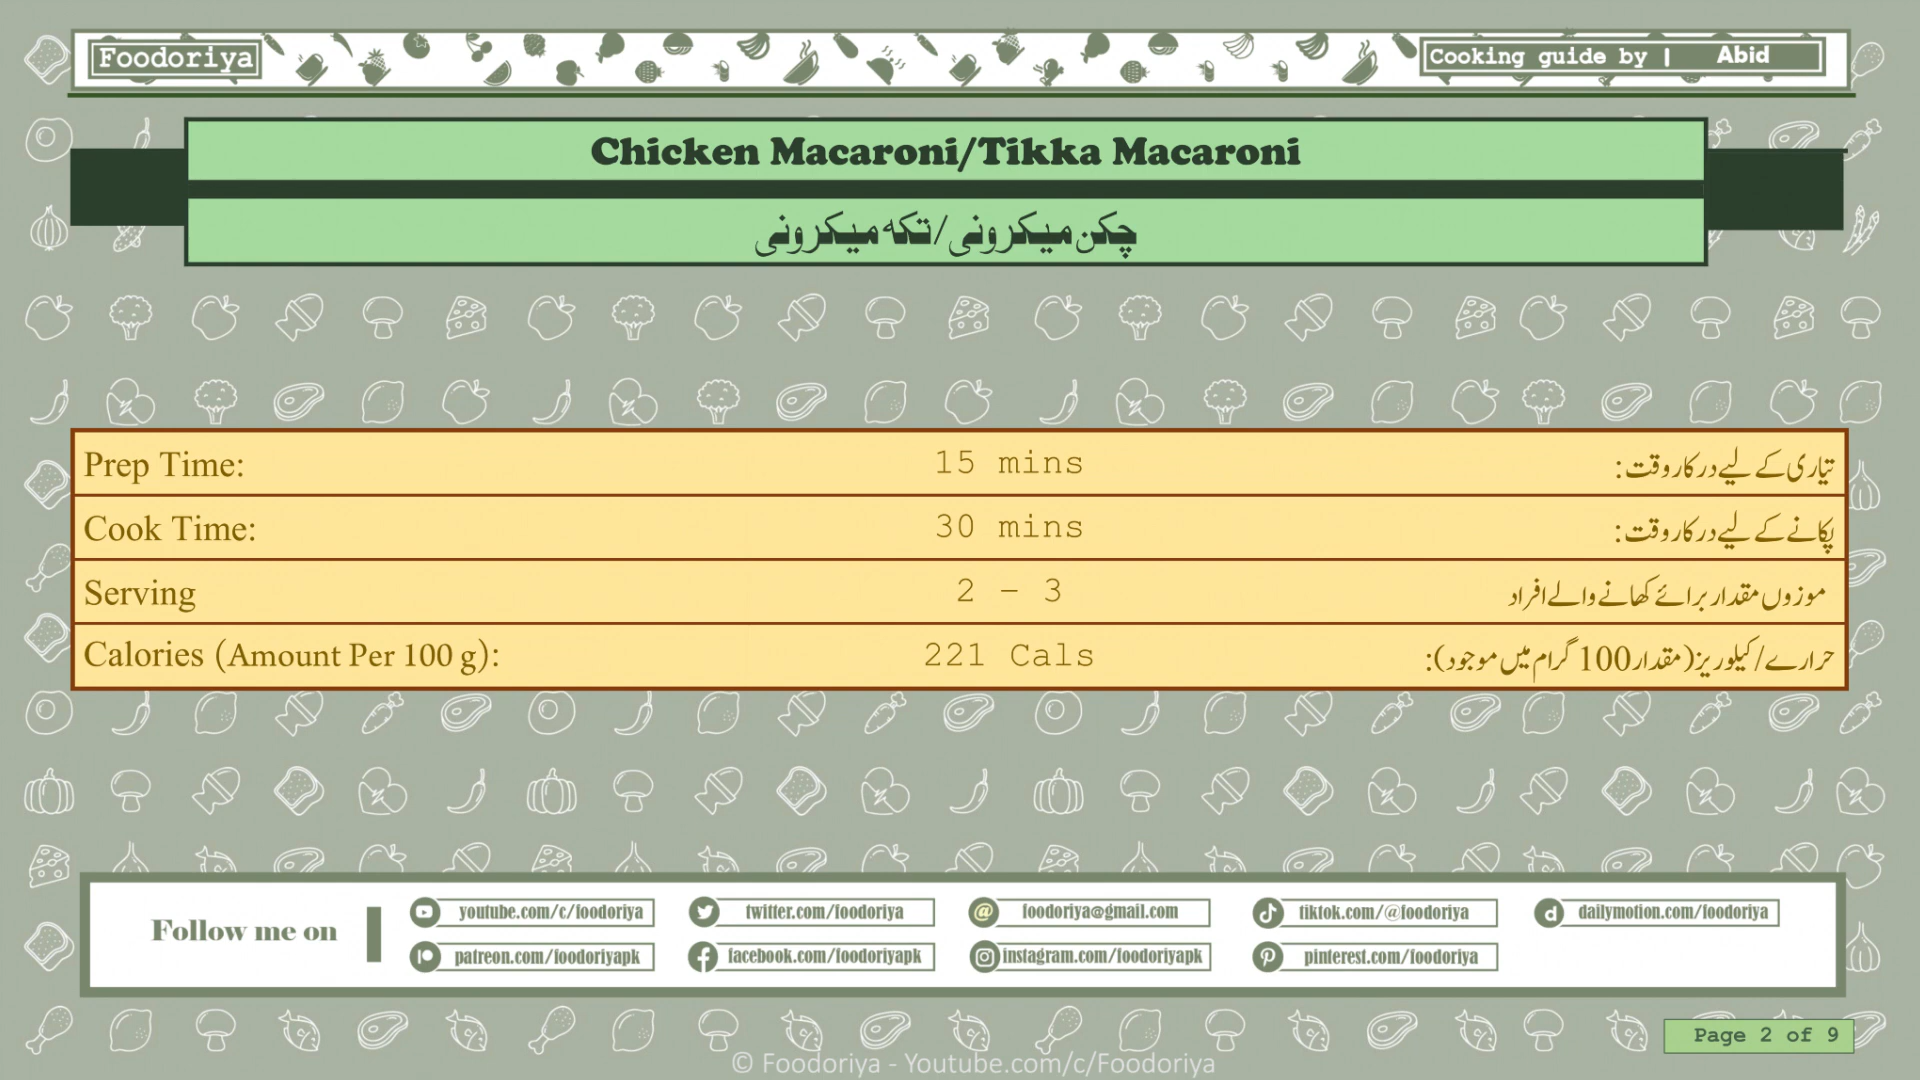 Foodoriya
Cooking guide by | Abid
Chicken Macaroni/Tikka Macaroni
چکن میکرونی/تکہ میکرونی
Prep Time: 15 mins تیاری کے لیے درکار وقت:
Cook Time: 30 mins پکانے کے لیے درکار وقت:
Serving 2 – 3 موزوں مقدار برائے کھانے والے افراد
Calories (Amount Per 100 g): 221 Cals حرارے/کیلوریز(مقدار 100 گرام میں موجود):
Follow me on
youtube.com/c/foodoriya twitter.com/foodoriya foodoriya@gmail.com tiktok.com/@foodoriya dailymotion.com/foodoriya
patreon.com/foodoriyapk facebook.com/foodoriyapk instagram.com/foodoriyapk pinterest.com/foodoriya
Page 2 of 9
© Foodoriya - Youtube.com/c/Foodoriya